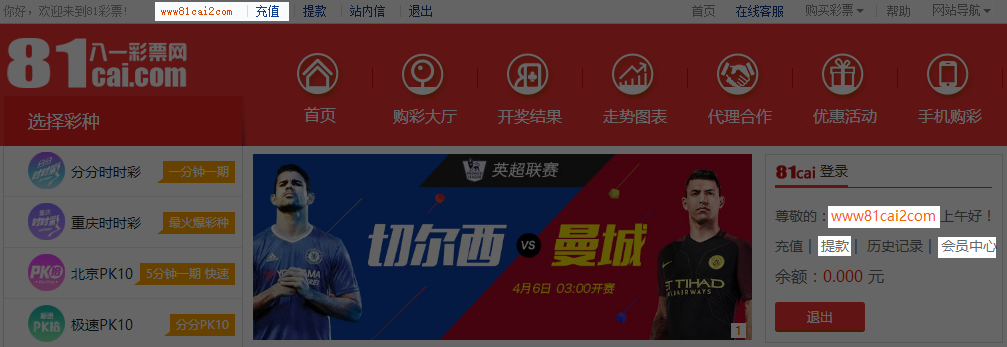 你好，欢迎来到81彩票! www81cai2com 充值 提款 站内信 退出 首页 在线客服 购买彩票 帮助 网站导航
81 八一彩票网
cai.com
首页 购彩大厅 开奖结果 走势图表 代理合作 优惠活动 手机购彩
选择彩种
分分时时彩 一分钟一期
重庆时时彩 最火爆彩种
北京PK10 5分钟一期 快速
极速PK10 分分PK10
英超联赛
切尔西 VS 曼城
4月6日 03:00开赛
ETIHAD
AIRWAYS
1
81cai 登录
尊敬的：www81cai2com 上午好！
充值 | 提款 | 历史记录 | 会员中心
余额：0.000 元
退出